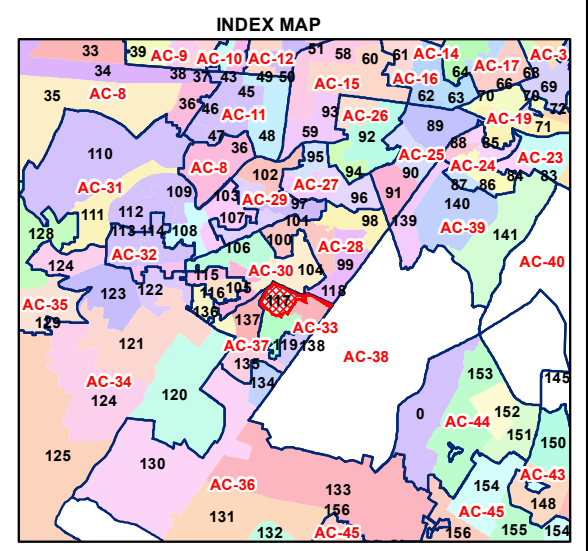 INDEX MAP
33 39 AC-9 AC-10 AC-12 51 58 60 61 AC-14 AC-3
34 38 37 43 49 50 AC-15 AC-16 64 AC-17 68
35 AC-8 36 46 45 62 63 70 66 70 69 72
AC-11 93 AC-26 89 AC-19 71
47 48 59 92 88 85
110 36 95 AC-25 AC-24 AC-23
AC-8 102 94 90 87 86 84 83
AC-31 109 103 AC-29 AC-27 96 91 140
111 112 107 97 98 139 AC-39
128 113 114 108 101 141
124 AC-32 106 100 AC-28 99 AC-40
115 AC-30 104
123 122 116 105 118
AC-35 136 117
129 137 AC-33
121 AC-37 119 138 AC-38
135 153 145
AC-34 134
124 120 0 152
AC-44 151 150
125 130
AC-36 154 AC-43
133 148
131 156 AC-45
132 AC-45 156 155 154